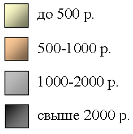 до 500 р.
500-1000 р.
1000-2000 р.
свыше 2000 р.